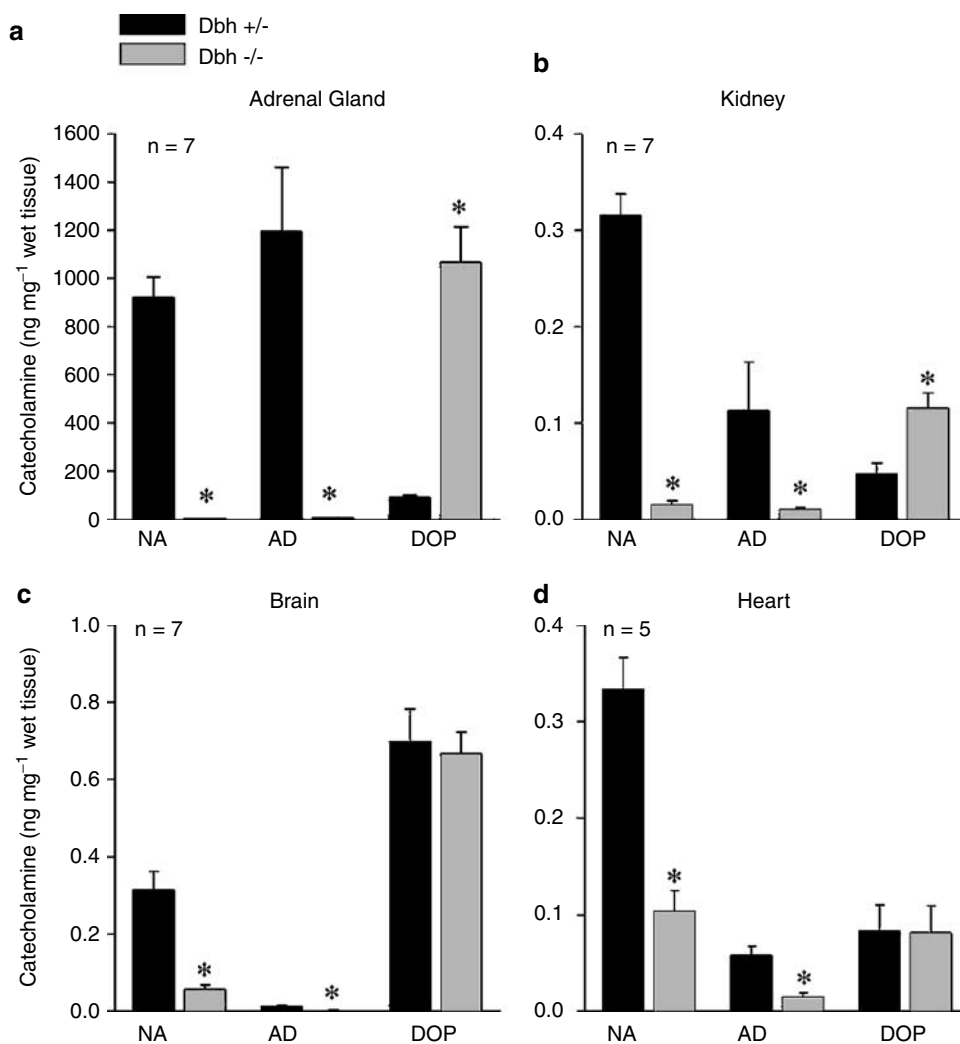 a
Dbh +/-
Dbh -/-
Adrenal Gland
n = 7
Catecholamine (ng mg⁻¹ wet tissue)
1600
1400
1200
1000
800
600
400
200
0
*
*
*
NA
AD
DOP
b
Kidney
n = 7
0.4
0.3
0.2
0.1
0.0
*
*
*
NA
AD
DOP
c
Brain
n = 7
Catecholamine (ng mg⁻¹ wet tissue)
1.0
0.8
0.6
0.4
0.2
0.0
*
*
NA
AD
DOP
d
Heart
n = 5
0.4
0.3
0.2
0.1
0.0
*
*
NA
AD
DOP